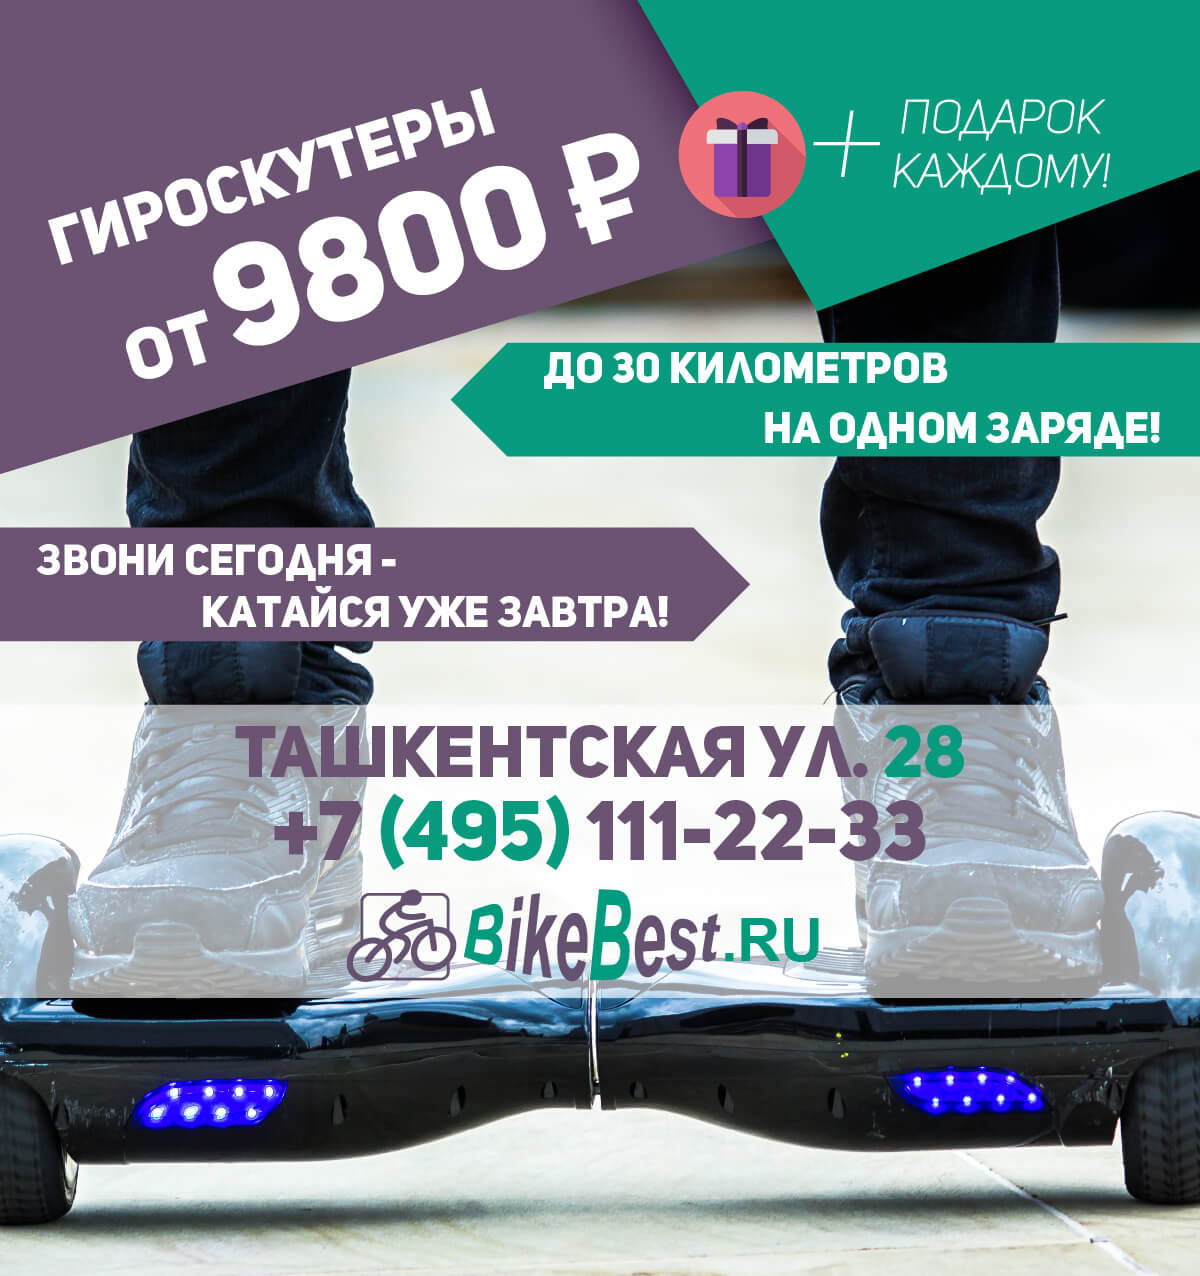 ГИРОСКУТЕРЫ
ОТ 9800 ₽
+ ПОДАРОК
КАЖДОМУ!
ДО 30 КИЛОМЕТРОВ
НА ОДНОМ ЗАРЯДЕ!
ЗВОНИ СЕГОДНЯ -
КАТАЙСЯ УЖЕ ЗАВТРА!
ТАШКЕНТСКАЯ УЛ. 28
+7 (495) 111-22-33
BikeBest.RU